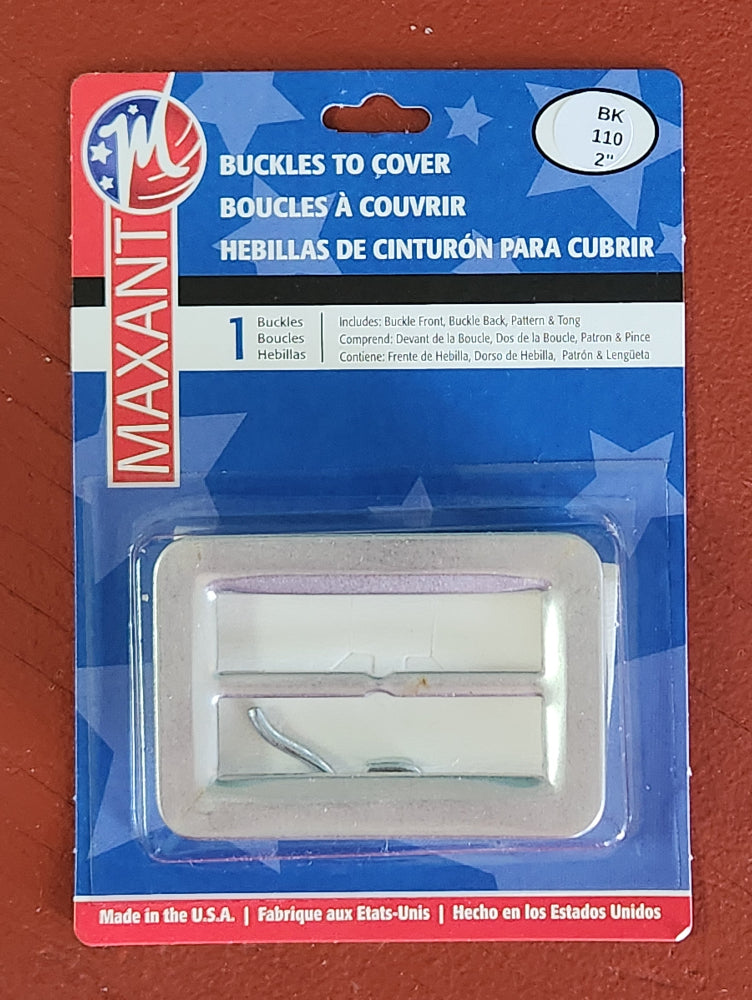 M
MAXANT
BK
110
2"
BUCKLES TO ÇOVER
BOUCLES À COUVRIR
HEBILLAS DE CINTURÓN PARA CUBRIR
1
Buckles
Boucles
Hebillas
Includes: Buckle Front, Buckle Back, Pattern & Tong
Comprend: Devant de la Boucle, Dos de la Boucle, Patron & Pince
Contiene: Frente de Hebilla, Dorso de Hebilla, Patrón & Lengüeta
Made in the U.S.A. | Fabrique aux Etats-Unis | Hecho en los Estados Unidos